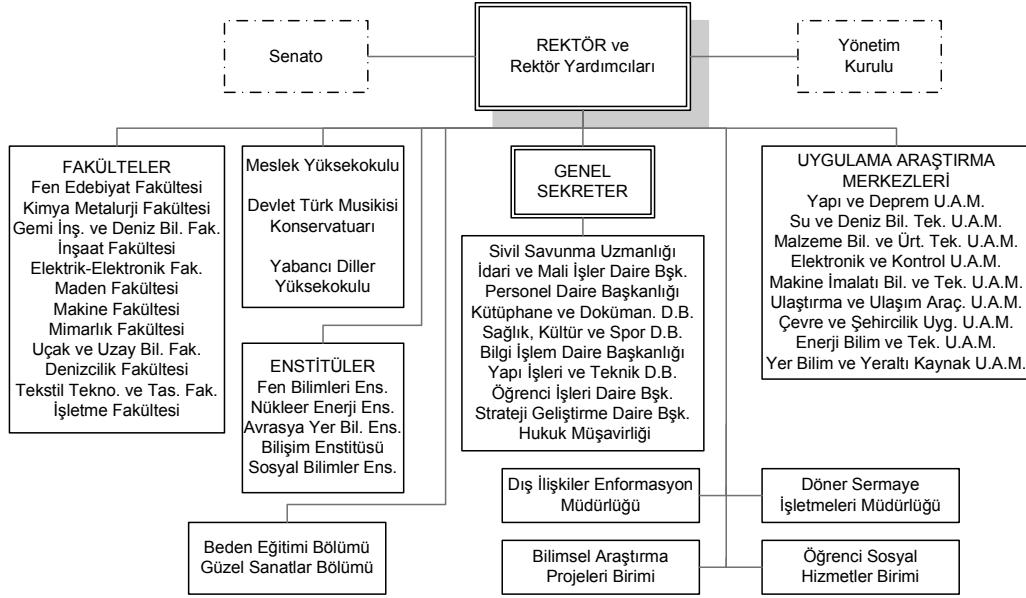 Senato
REKTÖR ve
Rektör Yardımcıları
Yönetim
Kurulu
FAKÜLTELER
Fen Edebiyat Fakültesi
Kimya Metalurji Fakültesi
Gemi İnş. ve Deniz Bil. Fak.
İnşaat Fakültesi
Elektrik-Elektronik Fak.
Maden Fakültesi
Makine Fakültesi
Mimarlık Fakültesi
Uçak ve Uzay Bil. Fak.
Denizcilik Fakültesi
Tekstil Tekno. ve Tas. Fak.
İşletme Fakültesi
Meslek Yüksekokulu
Devlet Türk Musikisi
Konservatuarı
Yabancı Diller
Yüksekokulu
ENSTİTÜLER
Fen Bilimleri Ens.
Nükleer Enerji Ens.
Avrasya Yer Bil. Ens.
Bilişim Enstitüsü
Sosyal Bilimler Ens.
Beden Eğitimi Bölümü
Güzel Sanatlar Bölümü
GENEL
SEKRETER
Sivil Savunma Uzmanlığı
İdari ve Mali İşler Daire Bşk.
Personel Daire Başkanlığı
Kütüphane ve Doküman. D.B.
Sağlık, Kültür ve Spor D.B.
Bilgi İşlem Daire Başkanlığı
Yapı İşleri ve Teknik D.B.
Öğrenci İşleri Daire Bşk.
Strateji Geliştirme Daire Bşk.
Hukuk Müşavirliği
UYGULAMA ARAŞTIRMA
MERKEZLERİ
Yapı ve Deprem U.A.M.
Su ve Deniz Bil. Tek. U.A.M.
Malzeme Bil. ve Ürt. Tek. U.A.M.
Elektronik ve Kontrol U.A.M.
Makine İmalatı Bil. ve Tek. U.A.M.
Ulaştırma ve Ulaşım Araç. U.A.M.
Çevre ve Şehircilik Uyg. U.A.M.
Enerji Bilim ve Tek. U.A.M.
Yer Bilim ve Yeraltı Kaynak U.A.M.
Dış İlişkiler Enformasyon
Müdürlüğü
Döner Sermaye
İşletmeleri Müdürlüğü
Bilimsel Araştırma
Projeleri Birimi
Öğrenci Sosyal
Hizmetler Birimi